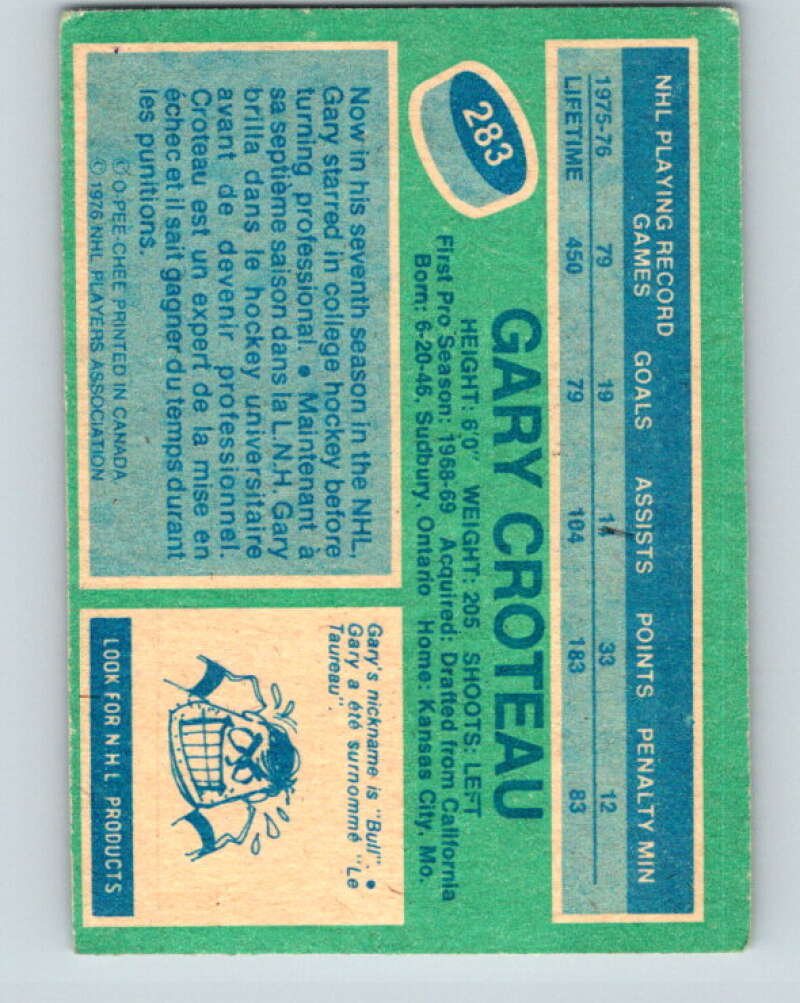 NHL PLAYING RECORD
GAMES GOALS ASSISTS POINTS PENALTY MIN
1975-76 79 19 14 33 12
LIFETIME 450 79 104 183 83
283
GARY CROTEAU
HEIGHT: 6'0" WEIGHT: 205 SHOOTS: LEFT
First Pro Season: 1968-69 Acquired: Drafted from California
Born: 6-20-46, Sudbury, Ontario Home: Kansas City, Mo.
Now in his seventh season in the NHL,
Gary starred in college hockey before
turning professional. • Maintenant à
sa septième saison dans la L.N.H. Gary
brilla dans le hockey universitaire
avant de devenir professionnel.
Croteau est un expert de la mise en
échec et il sait gagner du temps durant
les punitions.
© O-PEE-CHEE PRINTED IN CANADA
© 1976 NHL PLAYERS ASSOCIATION
Gary's nickname is "Bull". •
Gary a été surnommé "Le
Taureau".
LOOK FOR NHL PRODUCTS